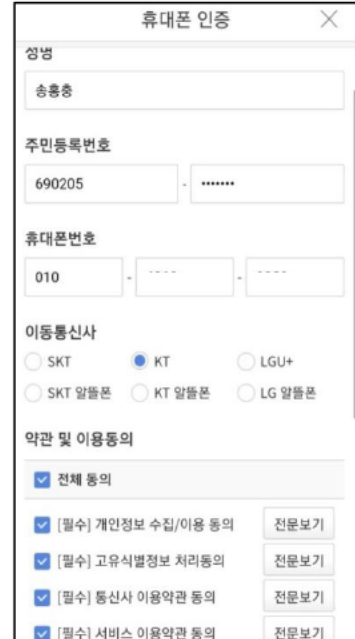 휴대폰 인증
성명
송홍충
주민등록번호
690205 - •••••••
휴대폰번호
010 - ---- - ----
이동통신사
SKT KT LGU+
SKT 알뜰폰 KT 알뜰폰 LG 알뜰폰
약관 및 이용동의
전체 동의
[필수] 개인정보 수집/이용 동의 전문보기
[필수] 고유식별정보 처리동의 전문보기
[필수] 통신사 이용약관 동의 전문보기
[필수] 서비스 이용약관 동의 전문보기